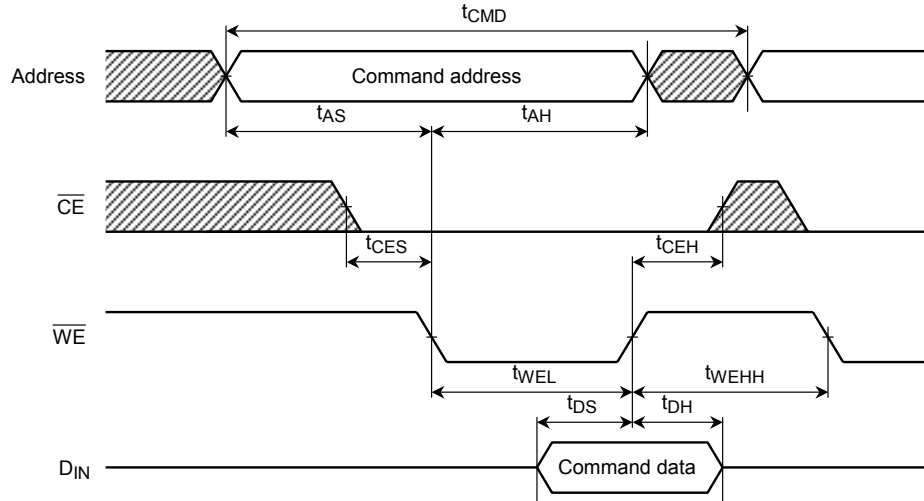 tCMD
Address
Command address
tAS
tAH
CE
tCES
tCEH
WE
tWEL
tWEHH
tDS
tDH
DIN
Command data